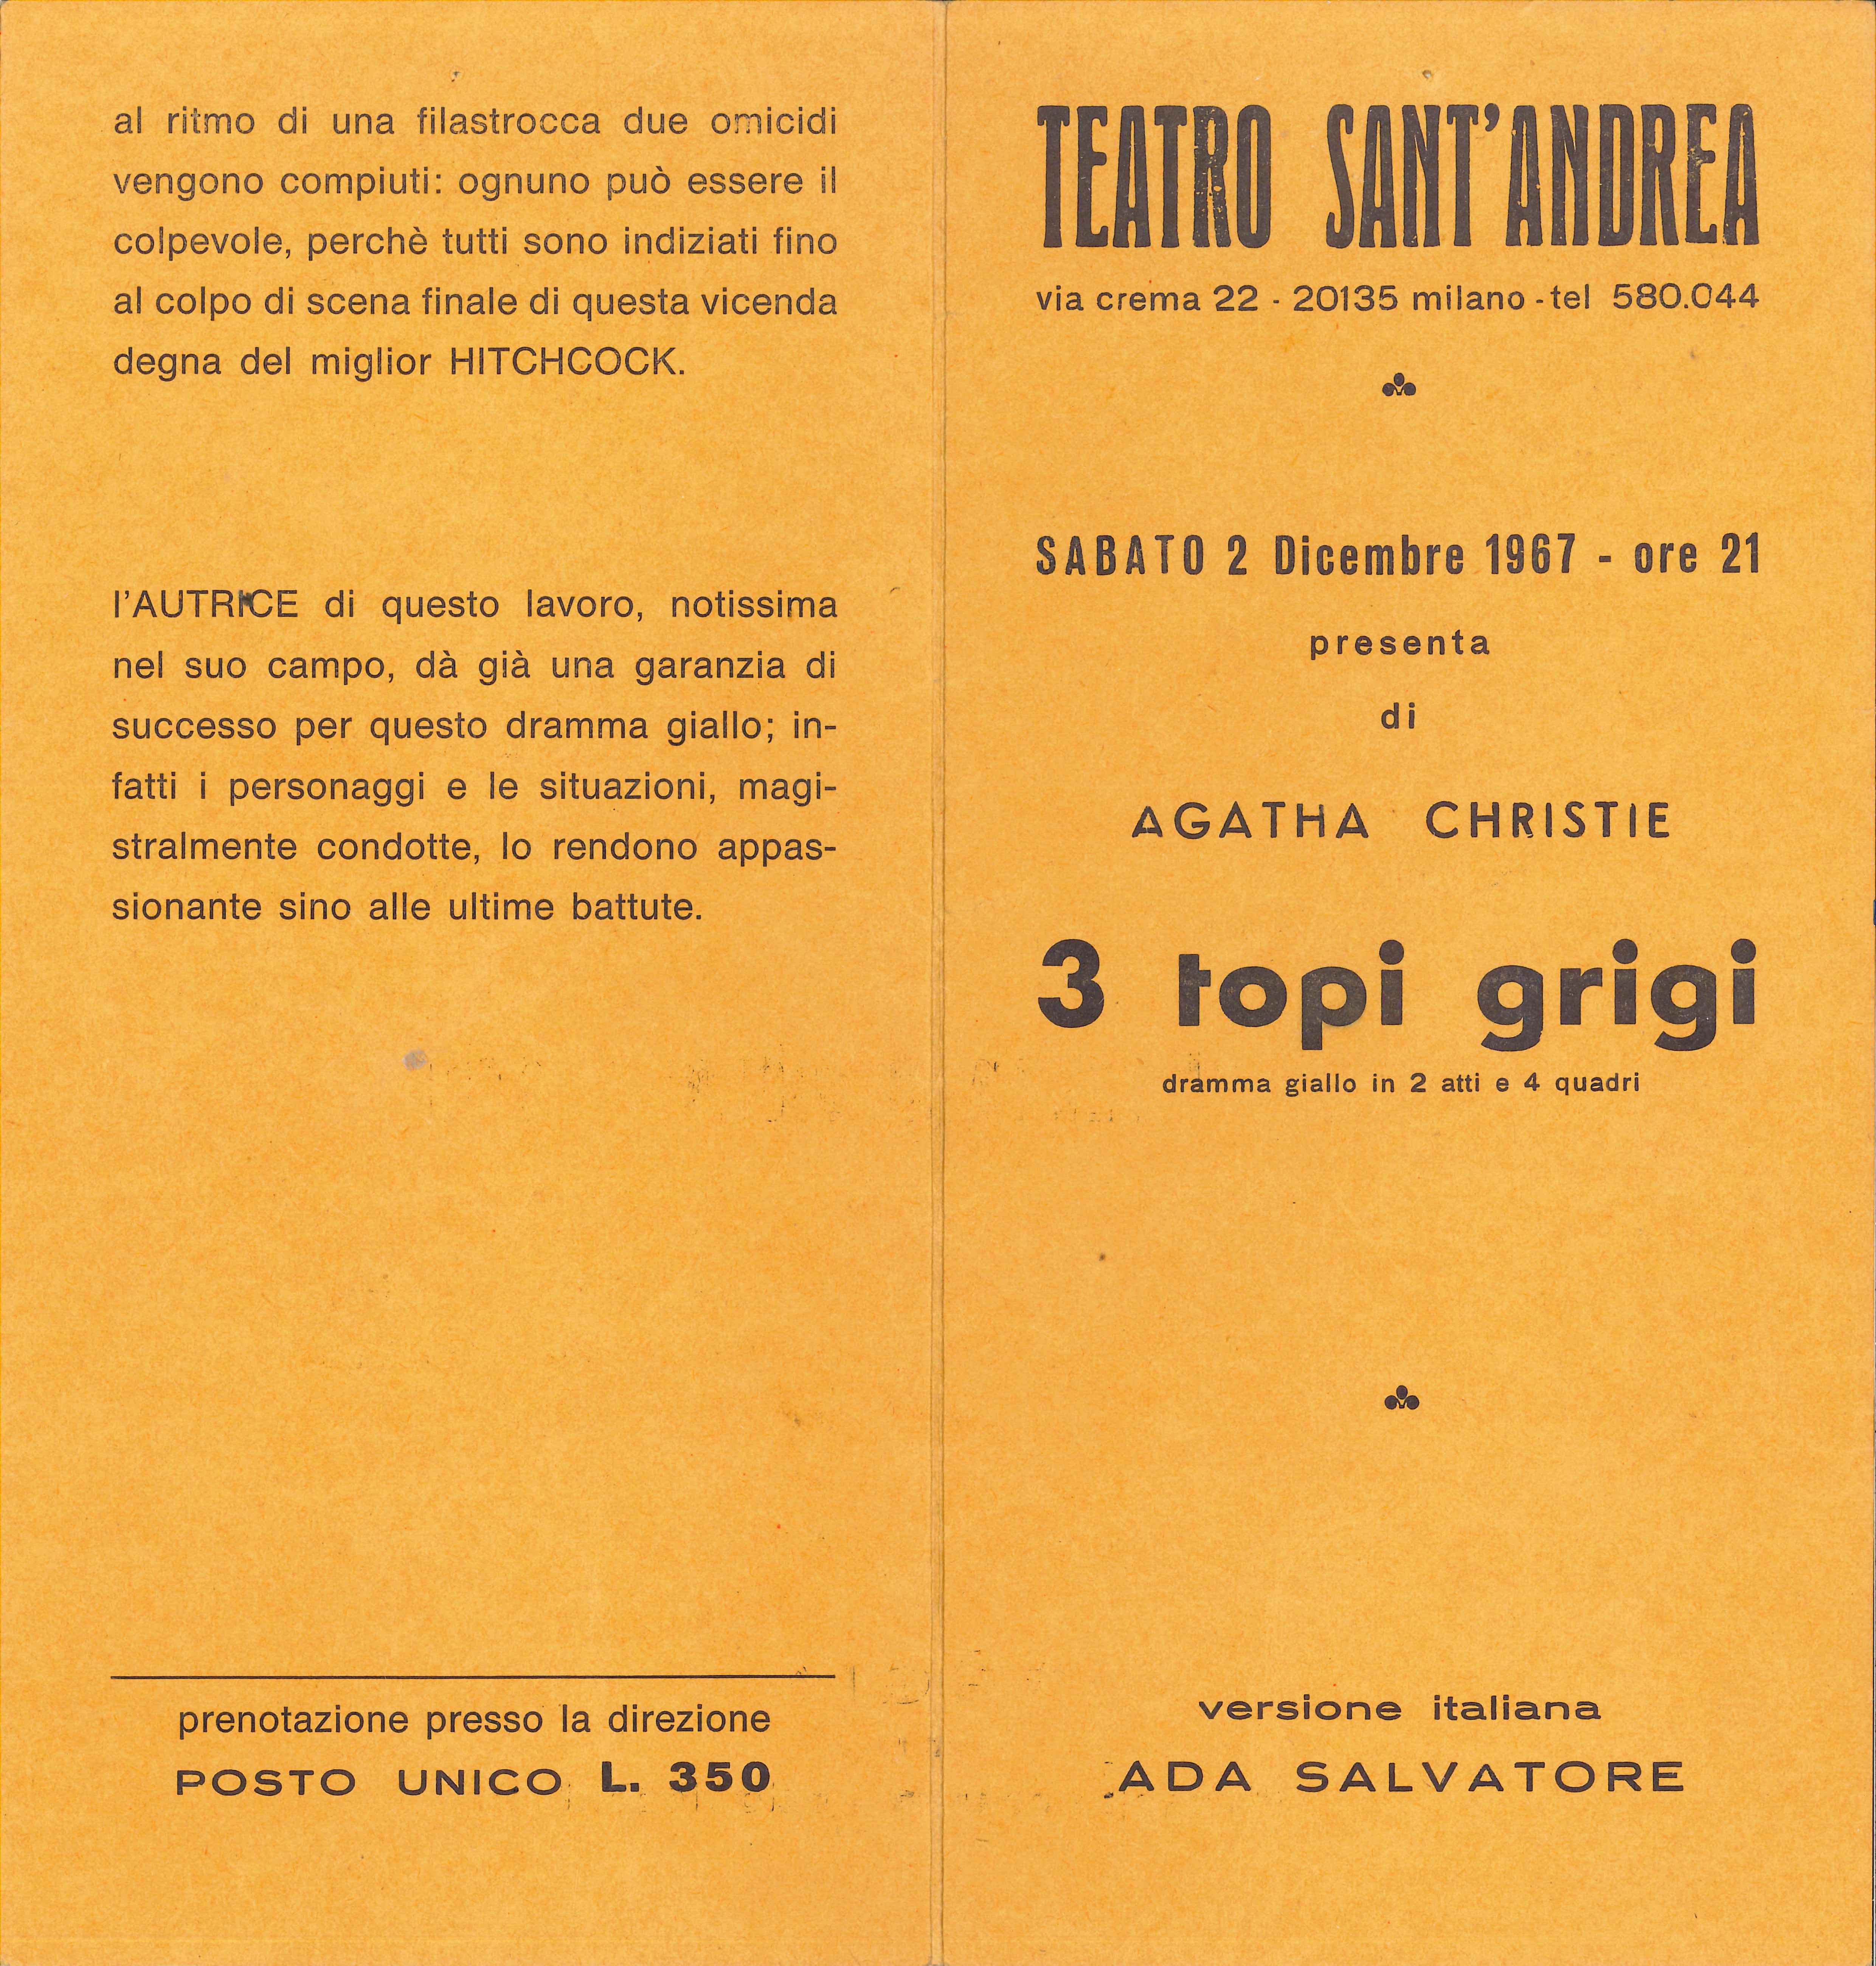 al ritmo di una filastrocca due omicidi
vengono compiuti: ognuno può essere il
colpevole, perchè tutti sono indiziati fino
al colpo di scena finale di questa vicenda
degna del miglior HITCHCOCK.
l'AUTRICE di questo lavoro, notissima
nel suo campo, dà già una garanzia di
successo per questo dramma giallo; in-
fatti i personaggi e le situazioni, magi-
stralmente condotte, lo rendono appas-
sionante sino alle ultime battute.
prenotazione presso la direzione
POSTO UNICO L. 350
TEATRO SANT'ANDREA
via crema 22 - 20135 milano - tel 580.044
SABATO 2 Dicembre 1967 - ore 21
presenta
di
AGATHA CHRISTIE
3 topi grigi
dramma giallo in 2 atti e 4 quadri
versione italiana
ADA SALVATORE